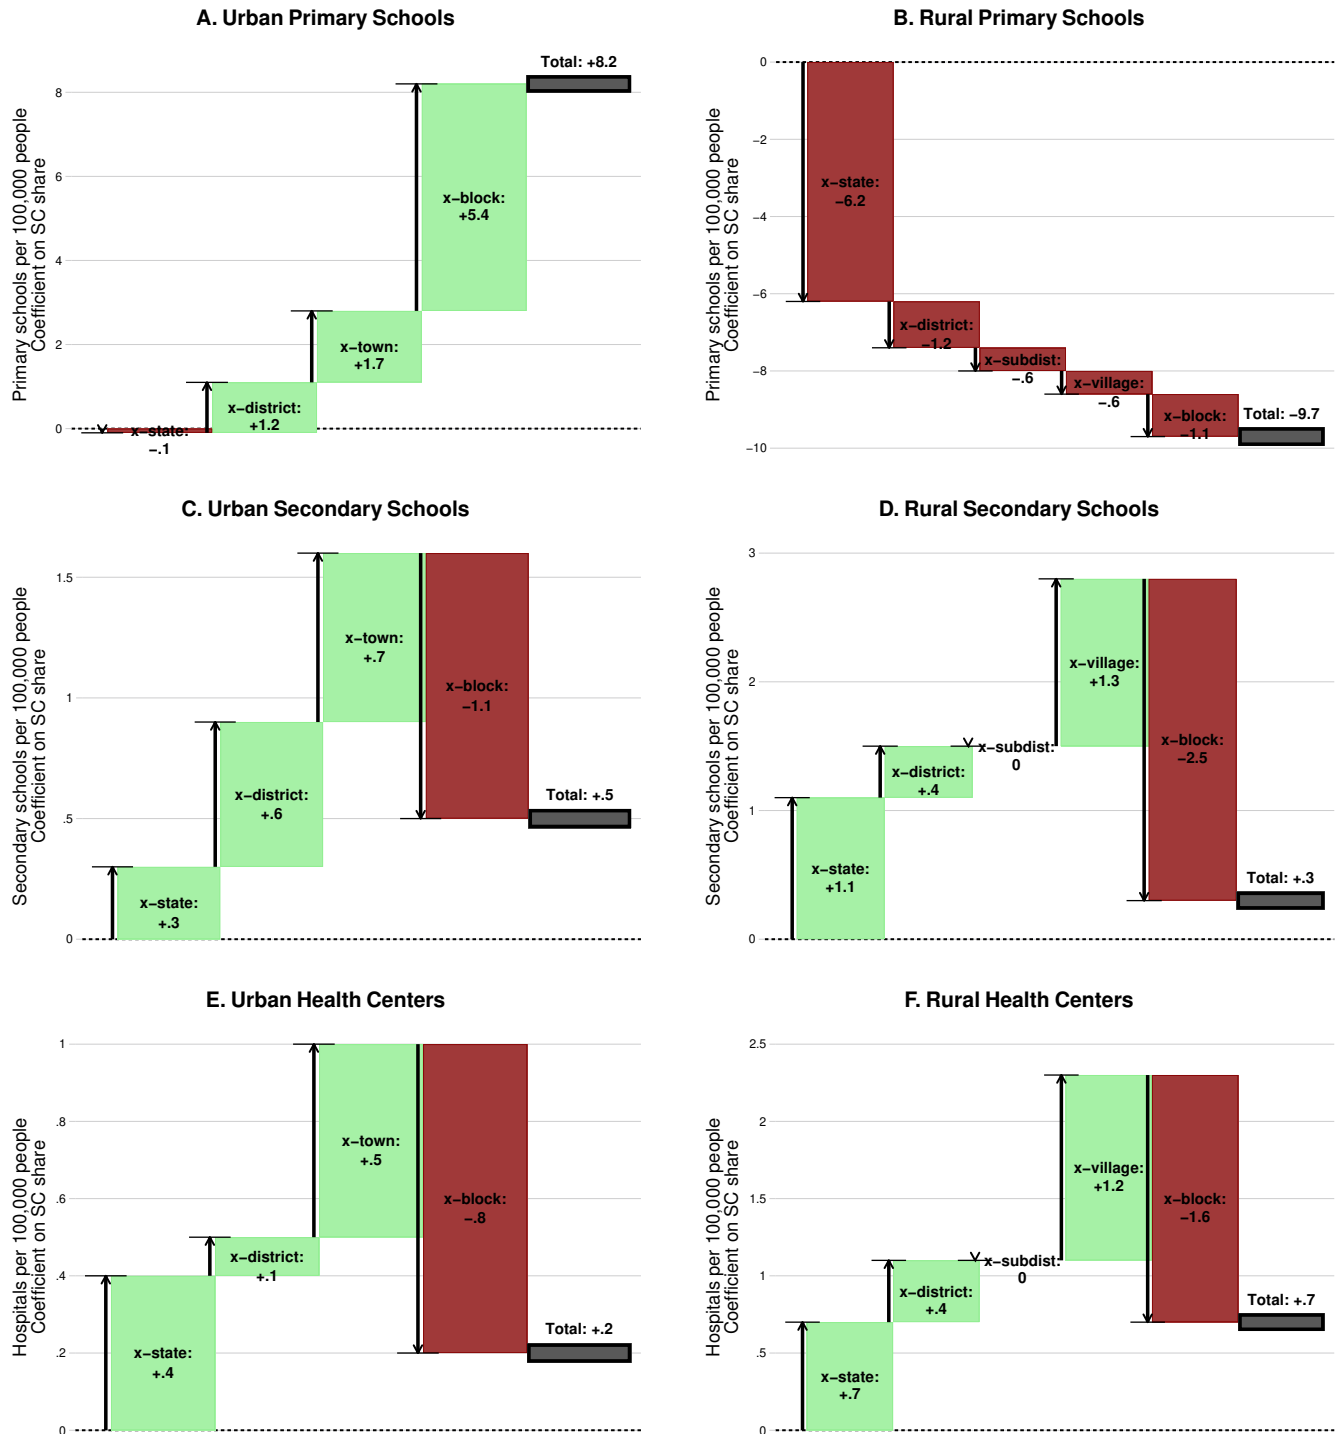 A. Urban Primary Schools
Primary schools per 100,000 people
Coefficient on SC share
8
6
4
2
0
x−state:
−.1
x−district:
+1.2
x−town:
+1.7
x−block:
+5.4
Total: +8.2
B. Rural Primary Schools
Primary schools per 100,000 people
Coefficient on SC share
0
−2
−4
−6
−8
−10
x−state:
−6.2
x−district:
−1.2
x−subdist:
−.6
x−village:
−.6
x−block:
−1.1
Total: −9.7
C. Urban Secondary Schools
Secondary schools per 100,000 people
Coefficient on SC share
1.5
1
.5
0
x−state:
+.3
x−district:
+.6
x−town:
+.7
x−block:
−1.1
Total: +.5
D. Rural Secondary Schools
Secondary schools per 100,000 people
Coefficient on SC share
3
2
1
0
x−state:
+1.1
x−district:
+.4
x−subdist:
0
x−village:
+1.3
x−block:
−2.5
Total: +.3
E. Urban Health Centers
Hospitals per 100,000 people
Coefficient on SC share
1
.8
.6
.4
.2
0
x−state:
+.4
x−district:
+.1
x−town:
+.5
x−block:
−.8
Total: +.2
F. Rural Health Centers
Hospitals per 100,000 people
Coefficient on SC share
2.5
2
1.5
1
.5
0
x−state:
+.7
x−district:
+.4
x−subdist:
0
x−village:
+1.2
x−block:
−1.6
Total: +.7